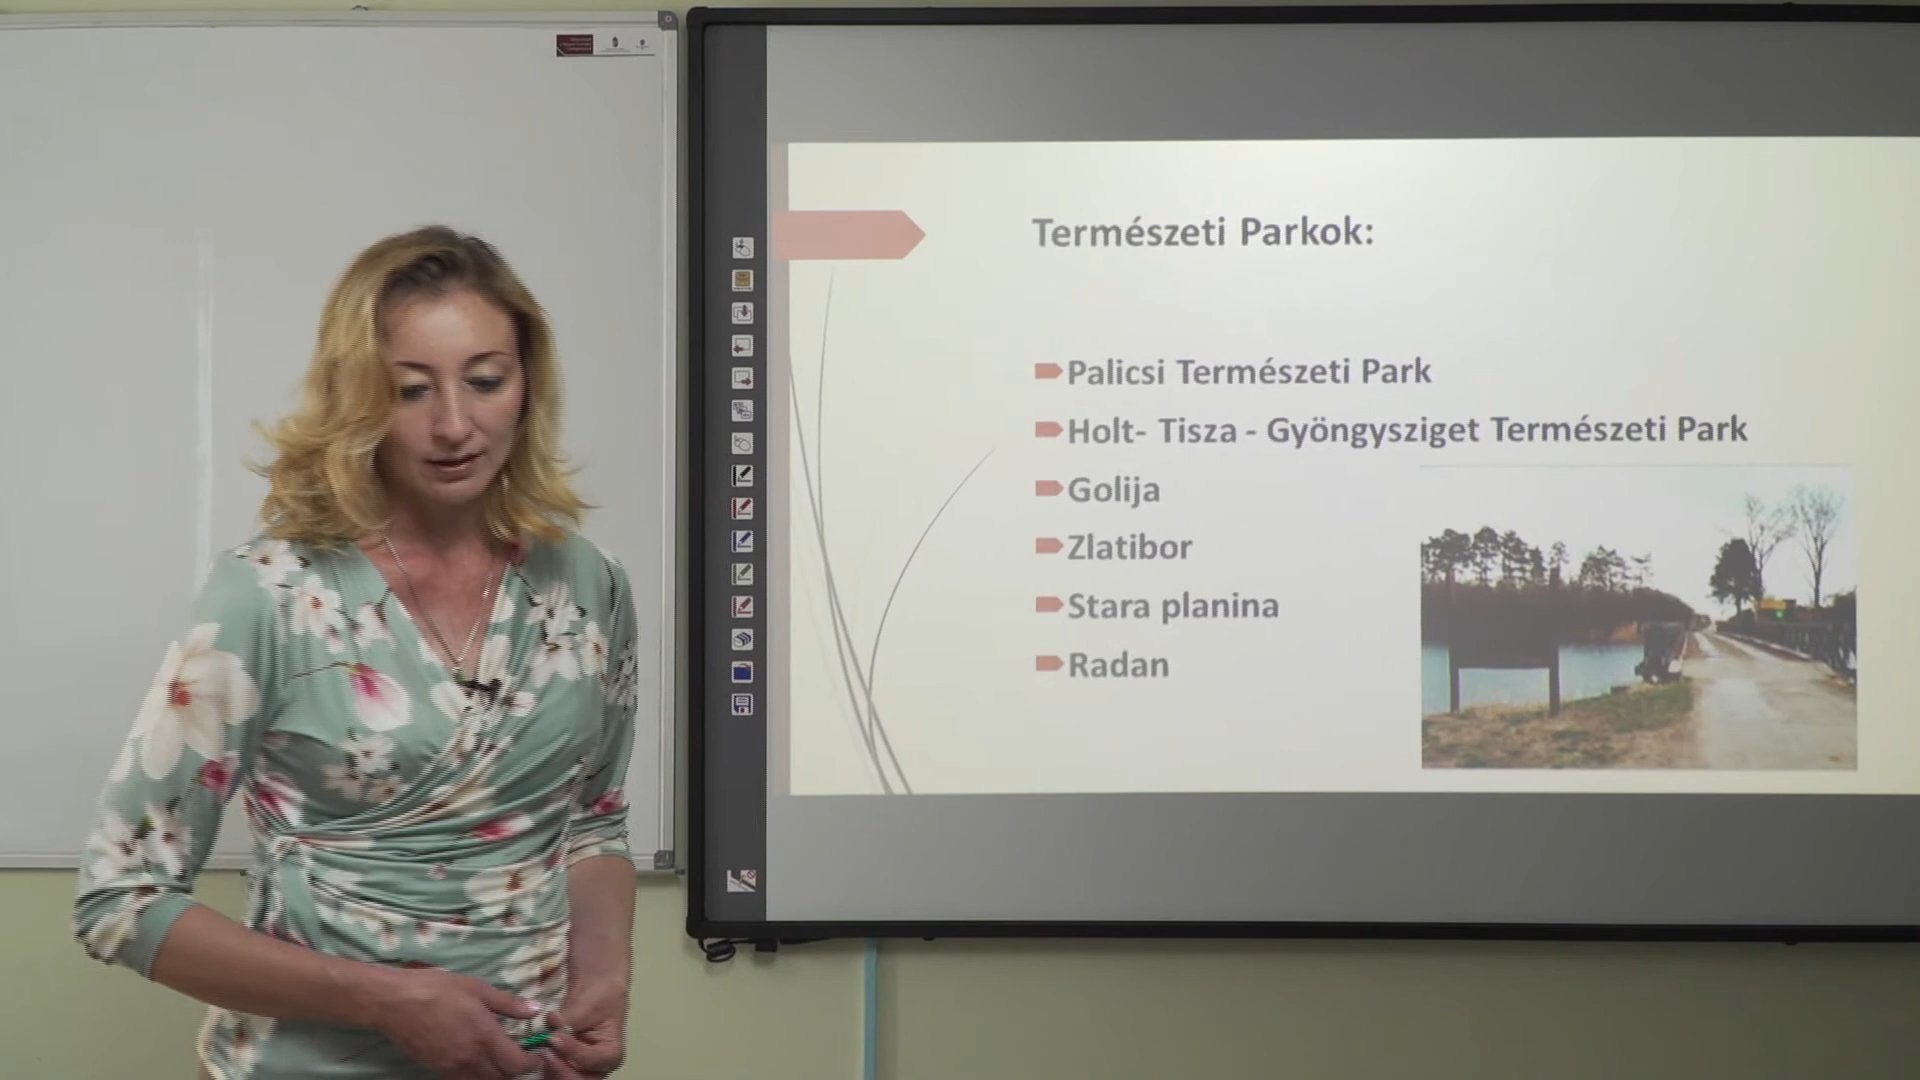 Természeti Parkok:
Palicsi Természeti Park
Holt- Tisza - Gyöngysziget Természeti Park
Golija
Zlatibor
Stara planina
Radan